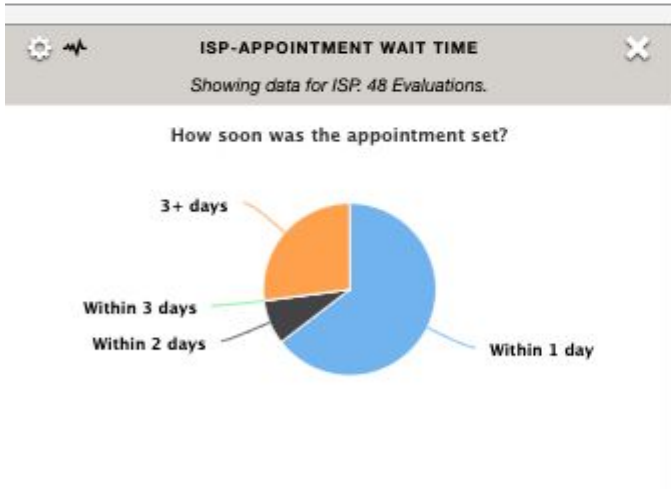 ISP-APPOINTMENT WAIT TIME
Showing data for ISP. 48 Evaluations.
How soon was the appointment set?
3+ days
Within 3 days
Within 2 days
Within 1 day